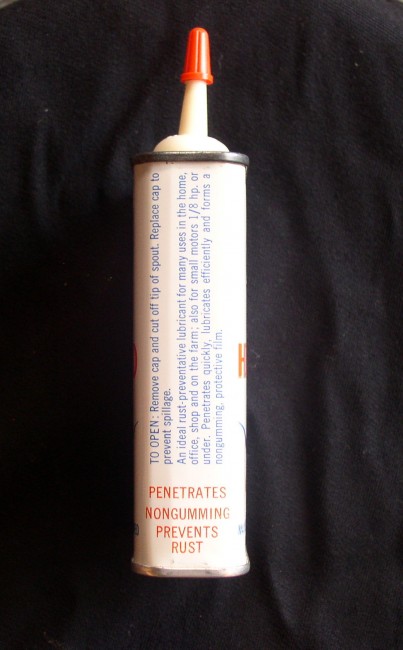 TO OPEN: Remove cap and cut off tip of spout. Replace cap to
prevent spillage.
An ideal rust-preventative lubricant for many uses in the home,
office, shop and on the farm; also for small motors 1/8 hp. or
under. Penetrates quickly, lubricates efficiently and forms a
nongumming, protective film.
PENETRATES
NONGUMMING
PREVENTS
RUST